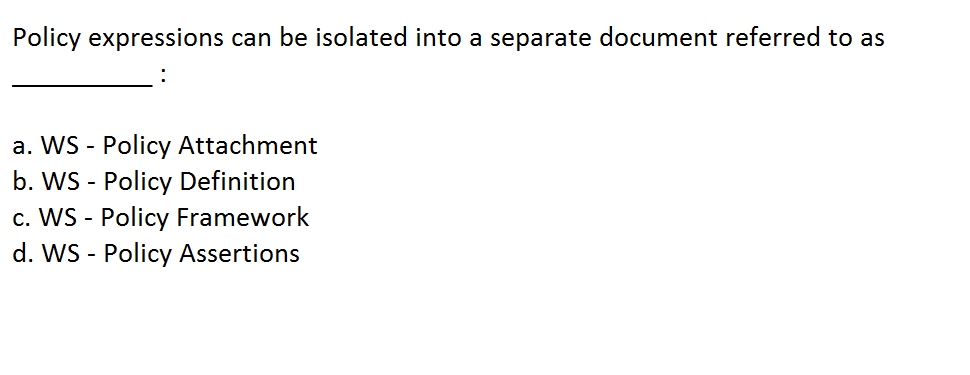 Policy expressions can be isolated into a separate document referred to as
__________ :
a. WS - Policy Attachment
b. WS - Policy Definition
c. WS - Policy Framework
d. WS - Policy Assertions